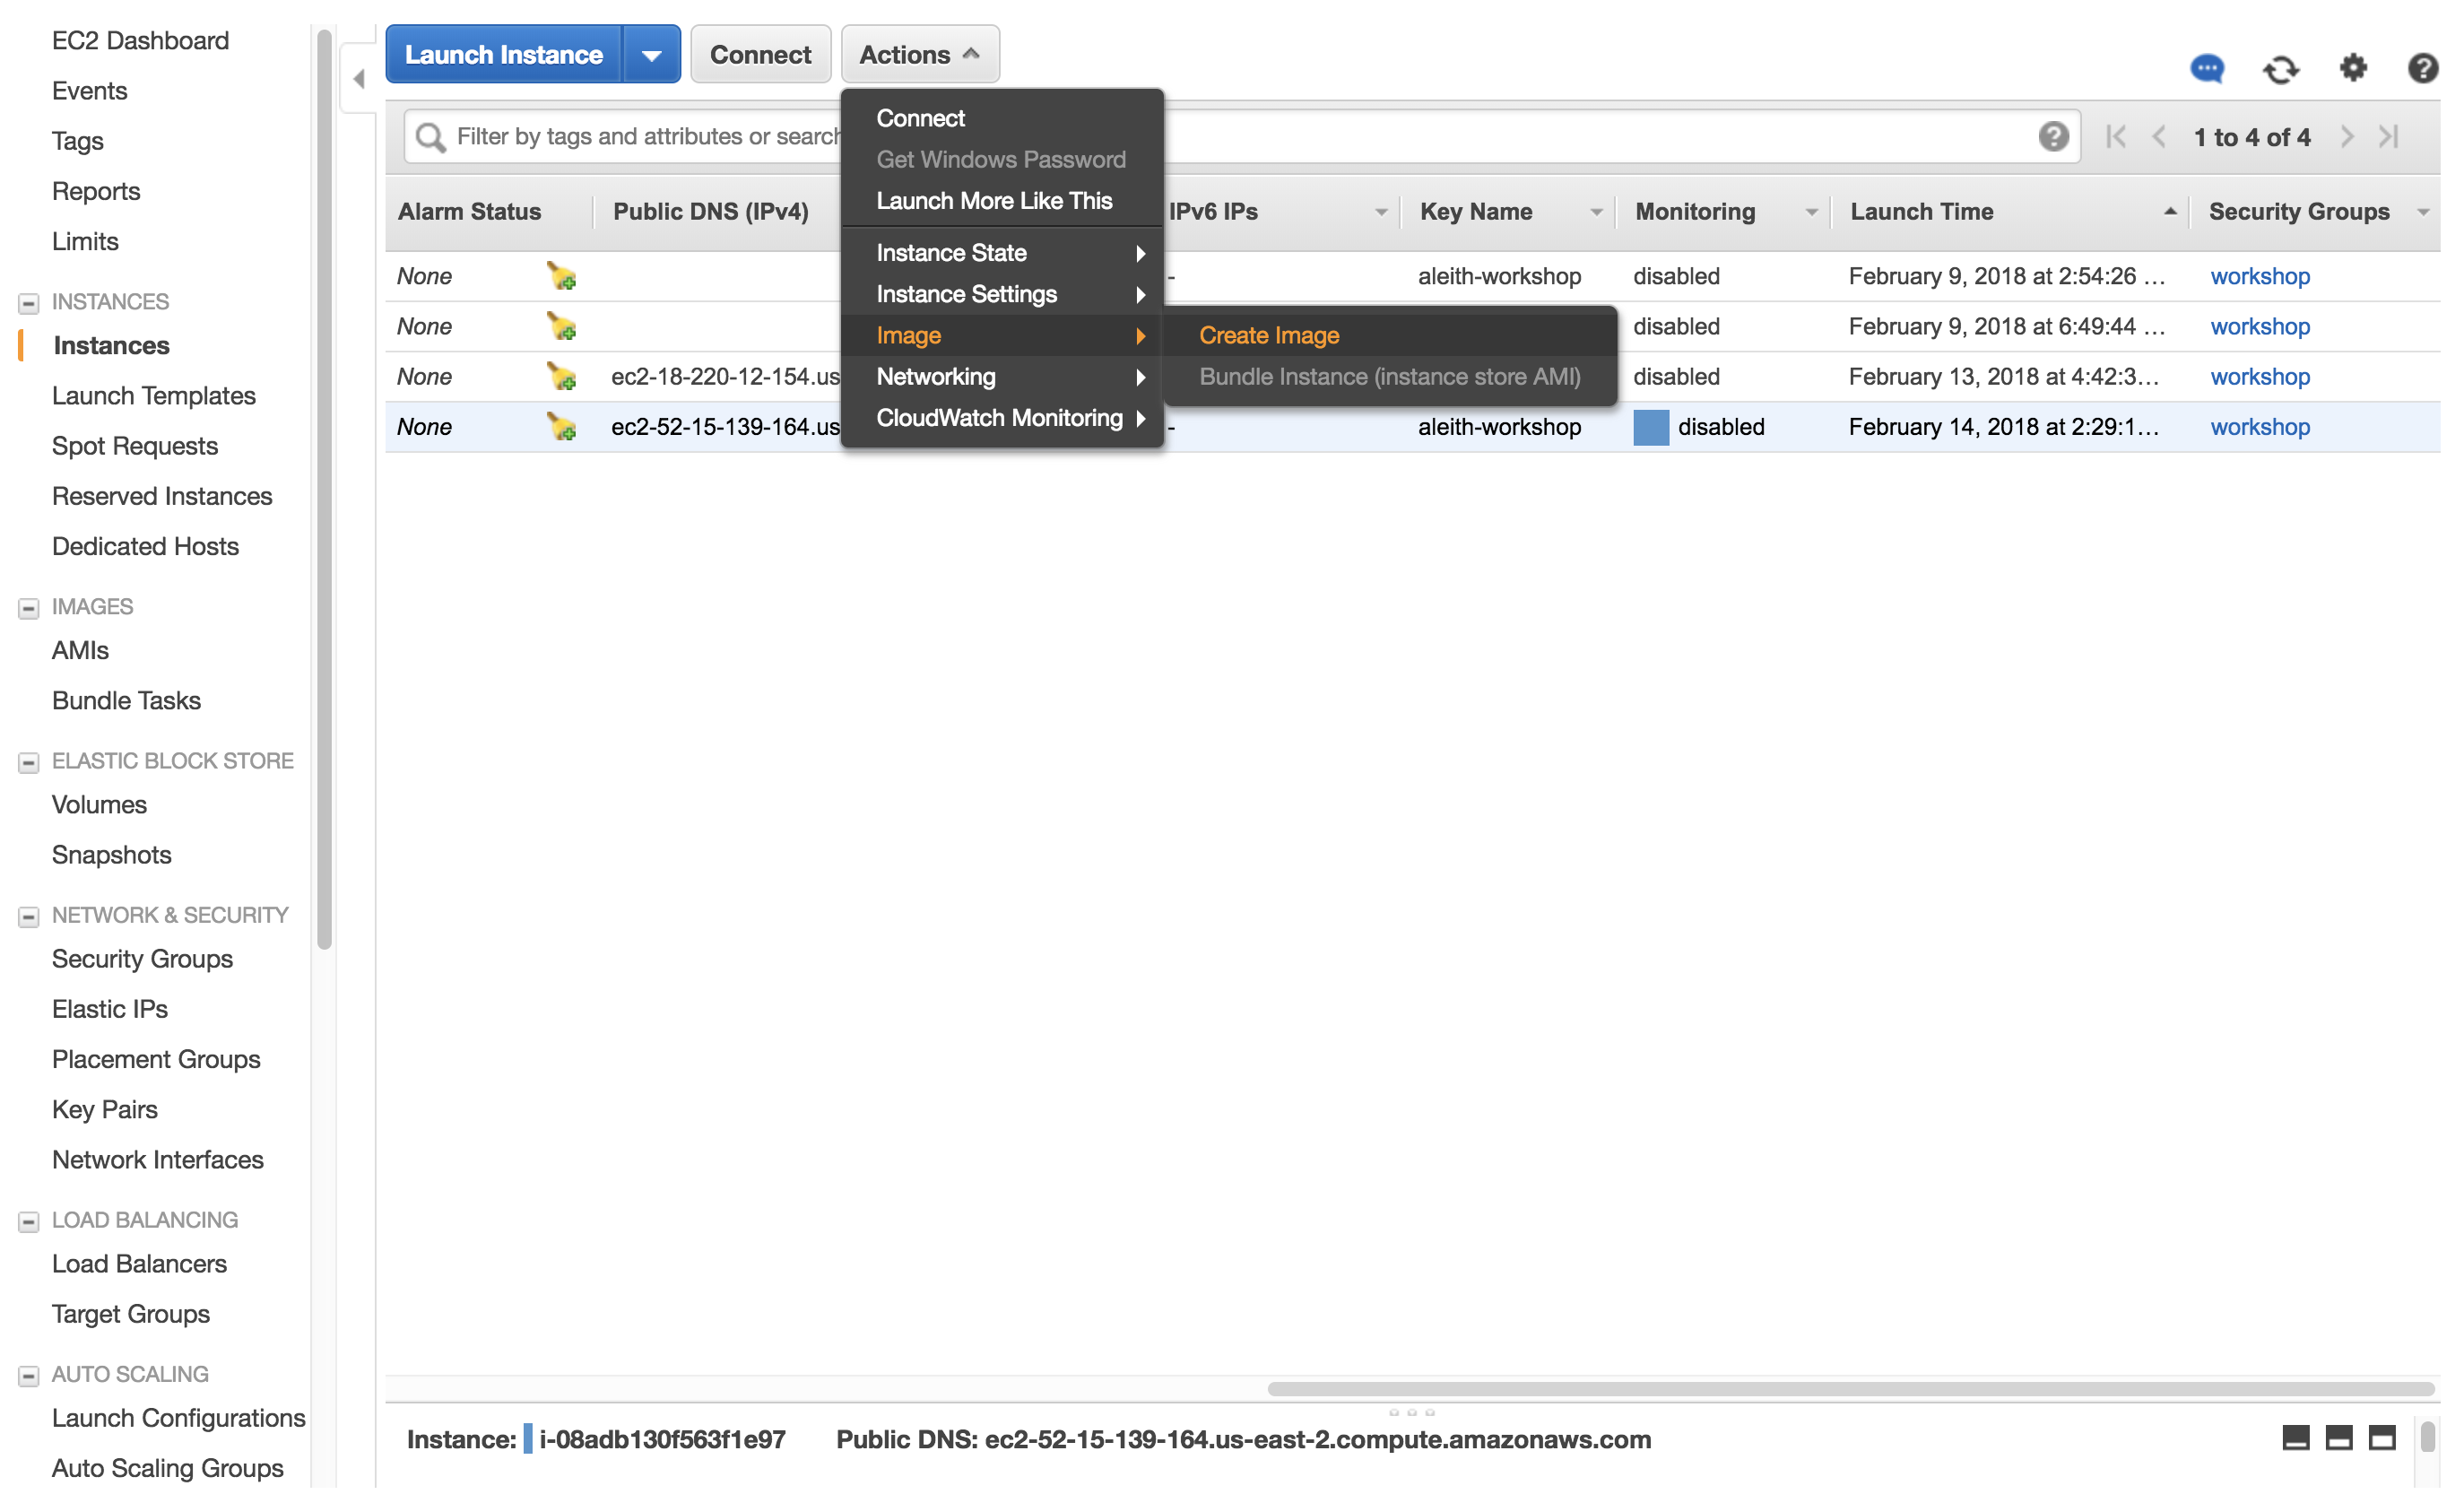 EC2 Dashboard
Events
Tags
Reports
Limits
INSTANCES
Instances
Launch Templates
Spot Requests
Reserved Instances
Dedicated Hosts
IMAGES
AMIs
Bundle Tasks
ELASTIC BLOCK STORE
Volumes
Snapshots
NETWORK & SECURITY
Security Groups
Elastic IPs
Placement Groups
Key Pairs
Network Interfaces
LOAD BALANCING
Load Balancers
Target Groups
AUTO SCALING
Launch Configurations
Auto Scaling Groups
Launch Instance Connect Actions
Filter by tags and attributes or search 1 to 4 of 4
Connect
Get Windows Password
Launch More Like This
Instance State
Instance Settings
Image
Networking
CloudWatch Monitoring
Create Image
Bundle Instance (instance store AMI)
Alarm Status Public DNS (IPv4) IPv6 IPs Key Name Monitoring Launch Time Security Groups
None - aleith-workshop disabled February 9, 2018 at 2:54:26 ... workshop
None disabled February 9, 2018 at 6:49:44 ... workshop
None ec2-18-220-12-154.us disabled February 13, 2018 at 4:42:3... workshop
None ec2-52-15-139-164.us - aleith-workshop disabled February 14, 2018 at 2:29:1... workshop
Instance: i-08adb130f563f1e97 Public DNS: ec2-52-15-139-164.us-east-2.compute.amazonaws.com